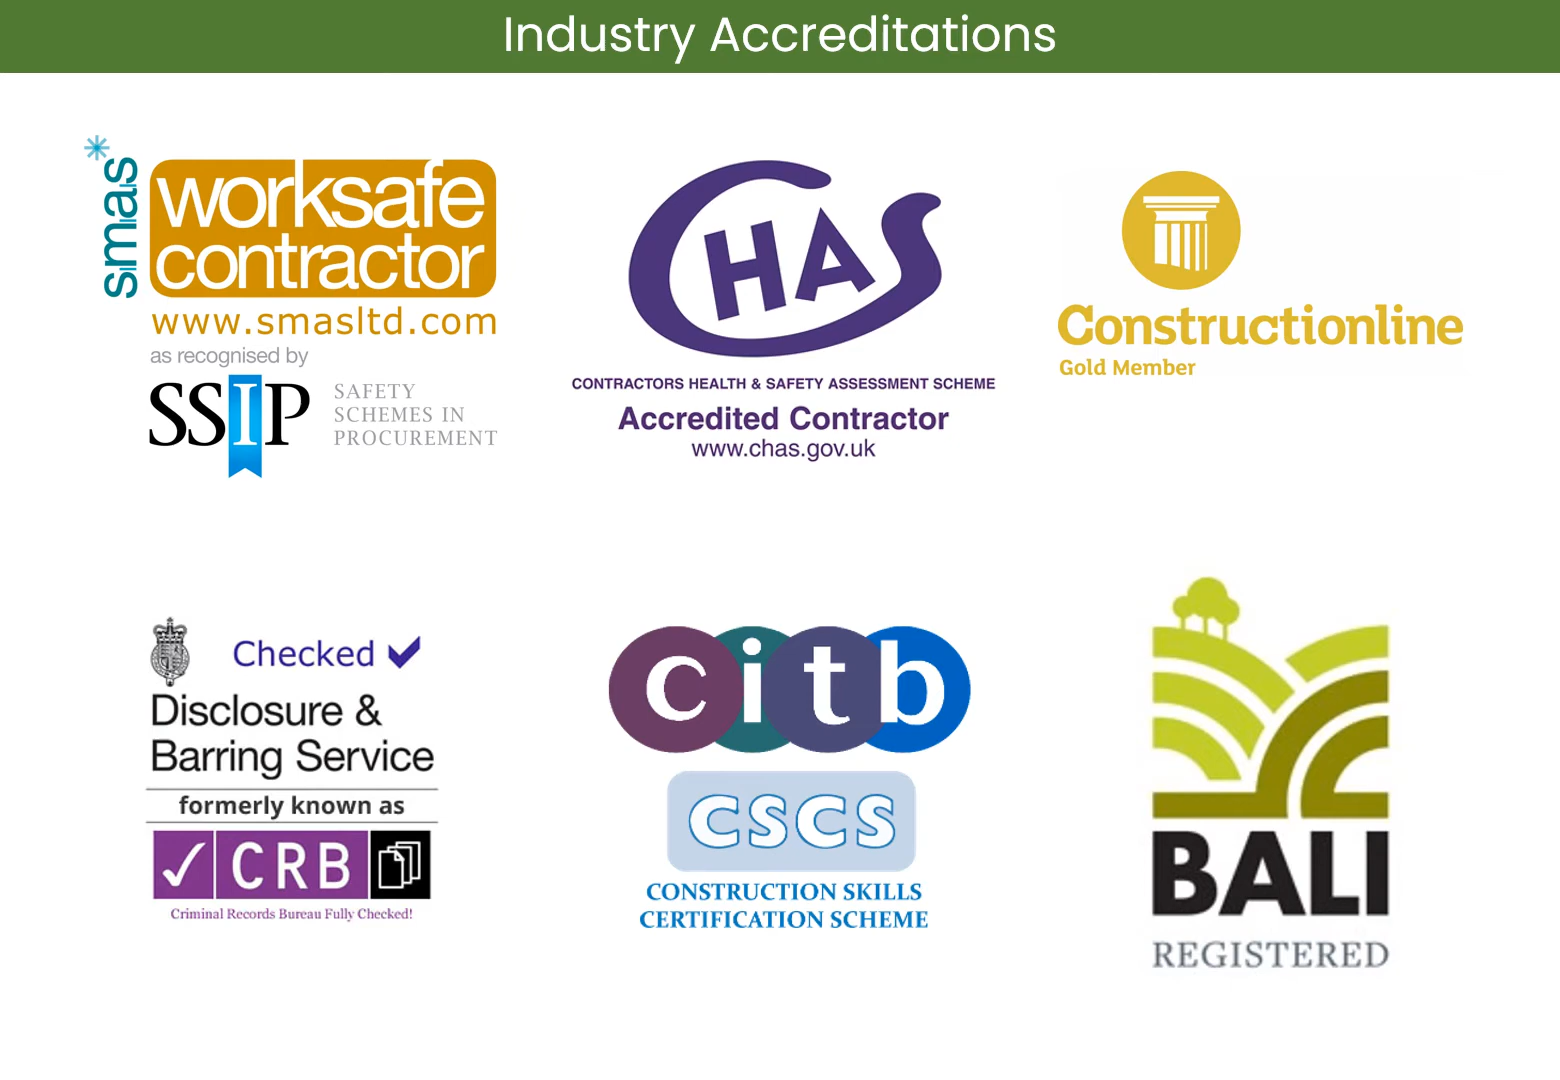 Industry Accreditations
smas*
worksafe
contractor
www.smasltd.com
as recognised by
SSIP
SAFETY
SCHEMES IN
PROCUREMENT
CHAS
CONTRACTORS HEALTH & SAFETY ASSESSMENT SCHEME
Accredited Contractor
www.chas.gov.uk
Constructionline
Gold Member
Checked
Disclosure &
Barring Service
formerly known as
CRB
Criminal Records Bureau Fully Checked!
citb
CSCS
CONSTRUCTION SKILLS
CERTIFICATION SCHEME
BALI
REGISTERED